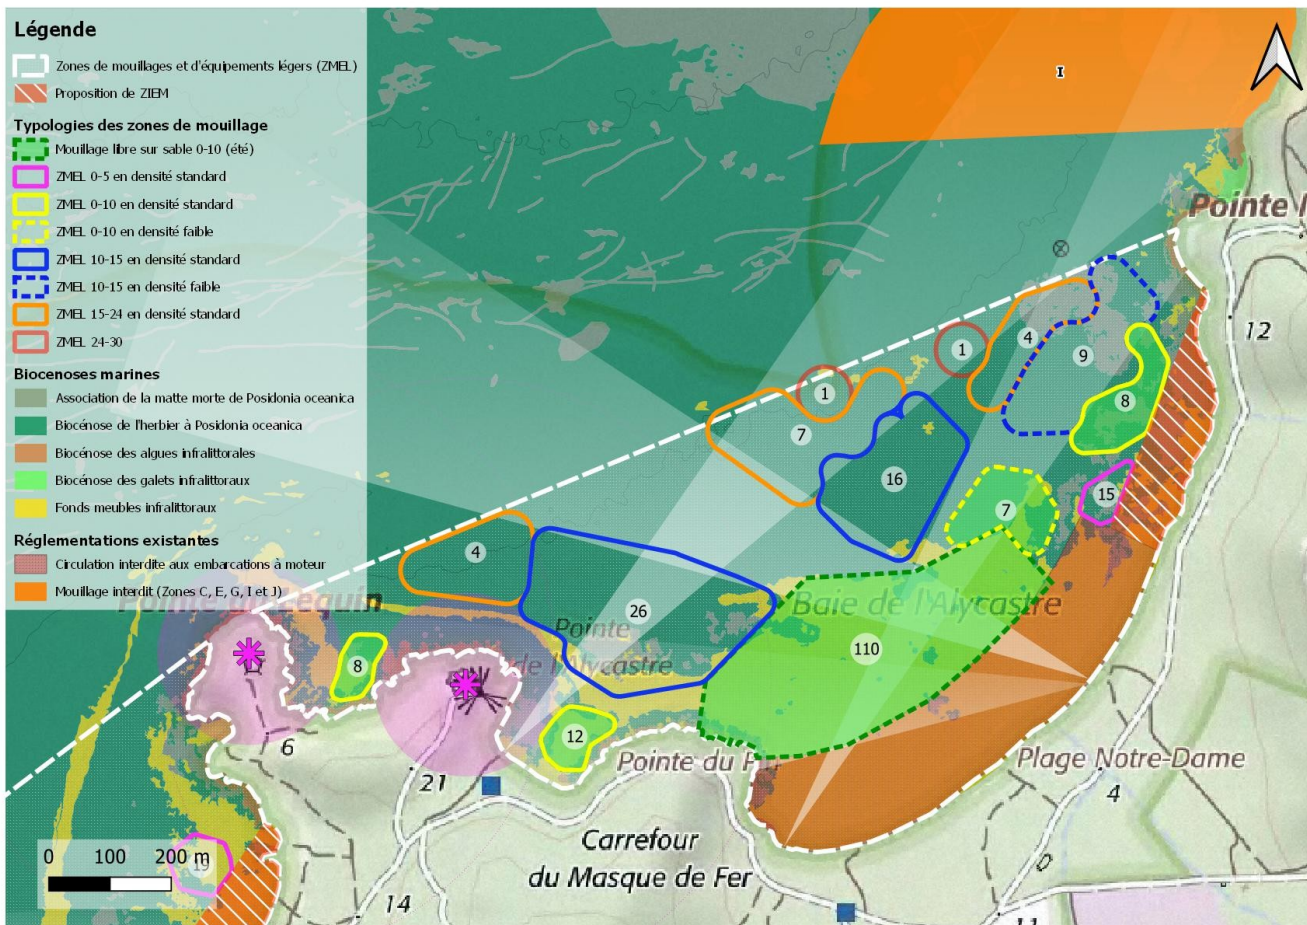 Légende
Zones de mouillages et d'équipements légers (ZMEL)
Proposition de ZIEM
Typologies des zones de mouillage
Mouillage libre sur sable 0-10 (été)
ZMEL 0-5 en densité standard
ZMEL 0-10 en densité standard
ZMEL 0-10 en densité faible
ZMEL 10-15 en densité standard
ZMEL 10-15 en densité faible
ZMEL 15-24 en densité standard
ZMEL 24-30
Biocenoses marines
Association de la matte morte de Posidonia oceanica
Biocénose de l'herbier à Posidonia oceanica
Biocénose des algues infralittorales
Biocénose des galets infralittoraux
Fonds meubles infralittoraux
Réglementations existantes
Circulation interdite aux embarcations à moteur
Mouillage interdit (Zones C, E, G, I et J)
I
Pointe
12
1
4
9
1
8
7
16
15
7
4
26
Baie de l'Alycastre
Pointe
de l'Alycastre
110
8
12
Pointe du
6
21
Plage Notre-Dame
4
Carrefour
du Masque de Fer
19
0 100 200 m
14
11